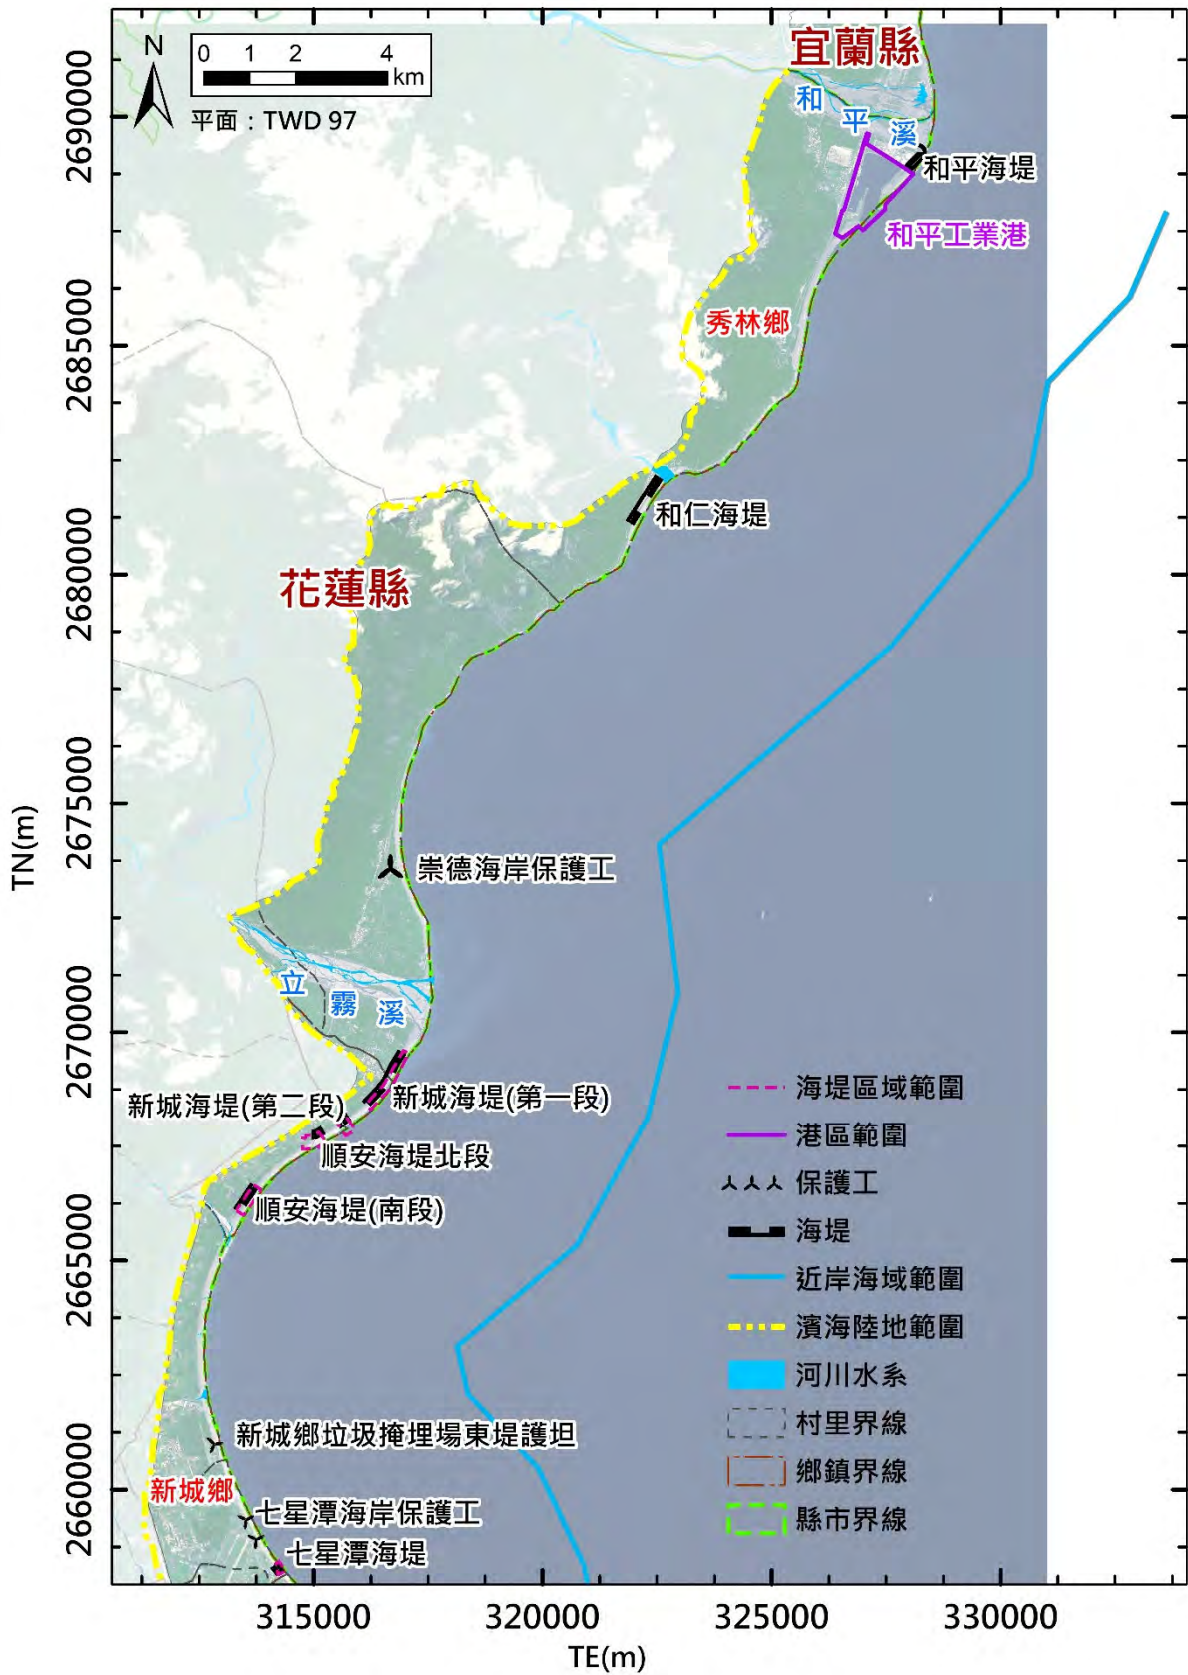 N
0 1 2 4
km
平面：TWD 97
宜蘭縣
和平溪
和平海堤
和平工業港
秀林鄉
和仁海堤
花蓮縣
崇德海岸保護工
立霧溪
新城海堤(第一段)
新城海堤(第二段)
順安海堤北段
順安海堤(南段)
新城鄉垃圾掩埋場東堤護坦
新城鄉
七星潭海岸保護工
七星潭海堤
海堤區域範圍
港區範圍
保護工
海堤
近岸海域範圍
濱海陸地範圍
河川水系
村里界線
鄉鎮界線
縣市界線
TN(m)
2690000
2685000
2680000
2675000
2670000
2665000
2660000
315000 320000 325000 330000
TE(m)